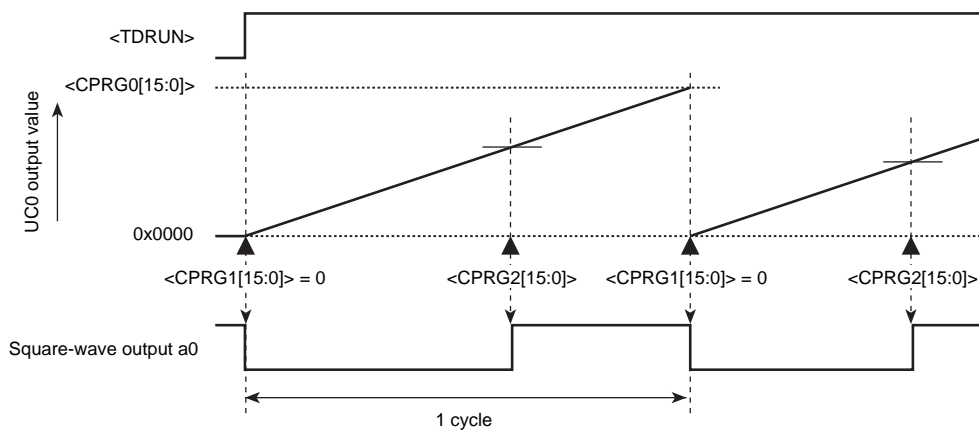 <TDRUN>
<CPRG0[15:0]>
UC0 output value
0x0000
<CPRG1[15:0]> = 0
<CPRG2[15:0]>
<CPRG1[15:0]> = 0
<CPRG2[15:0]>
Square-wave output a0
1 cycle